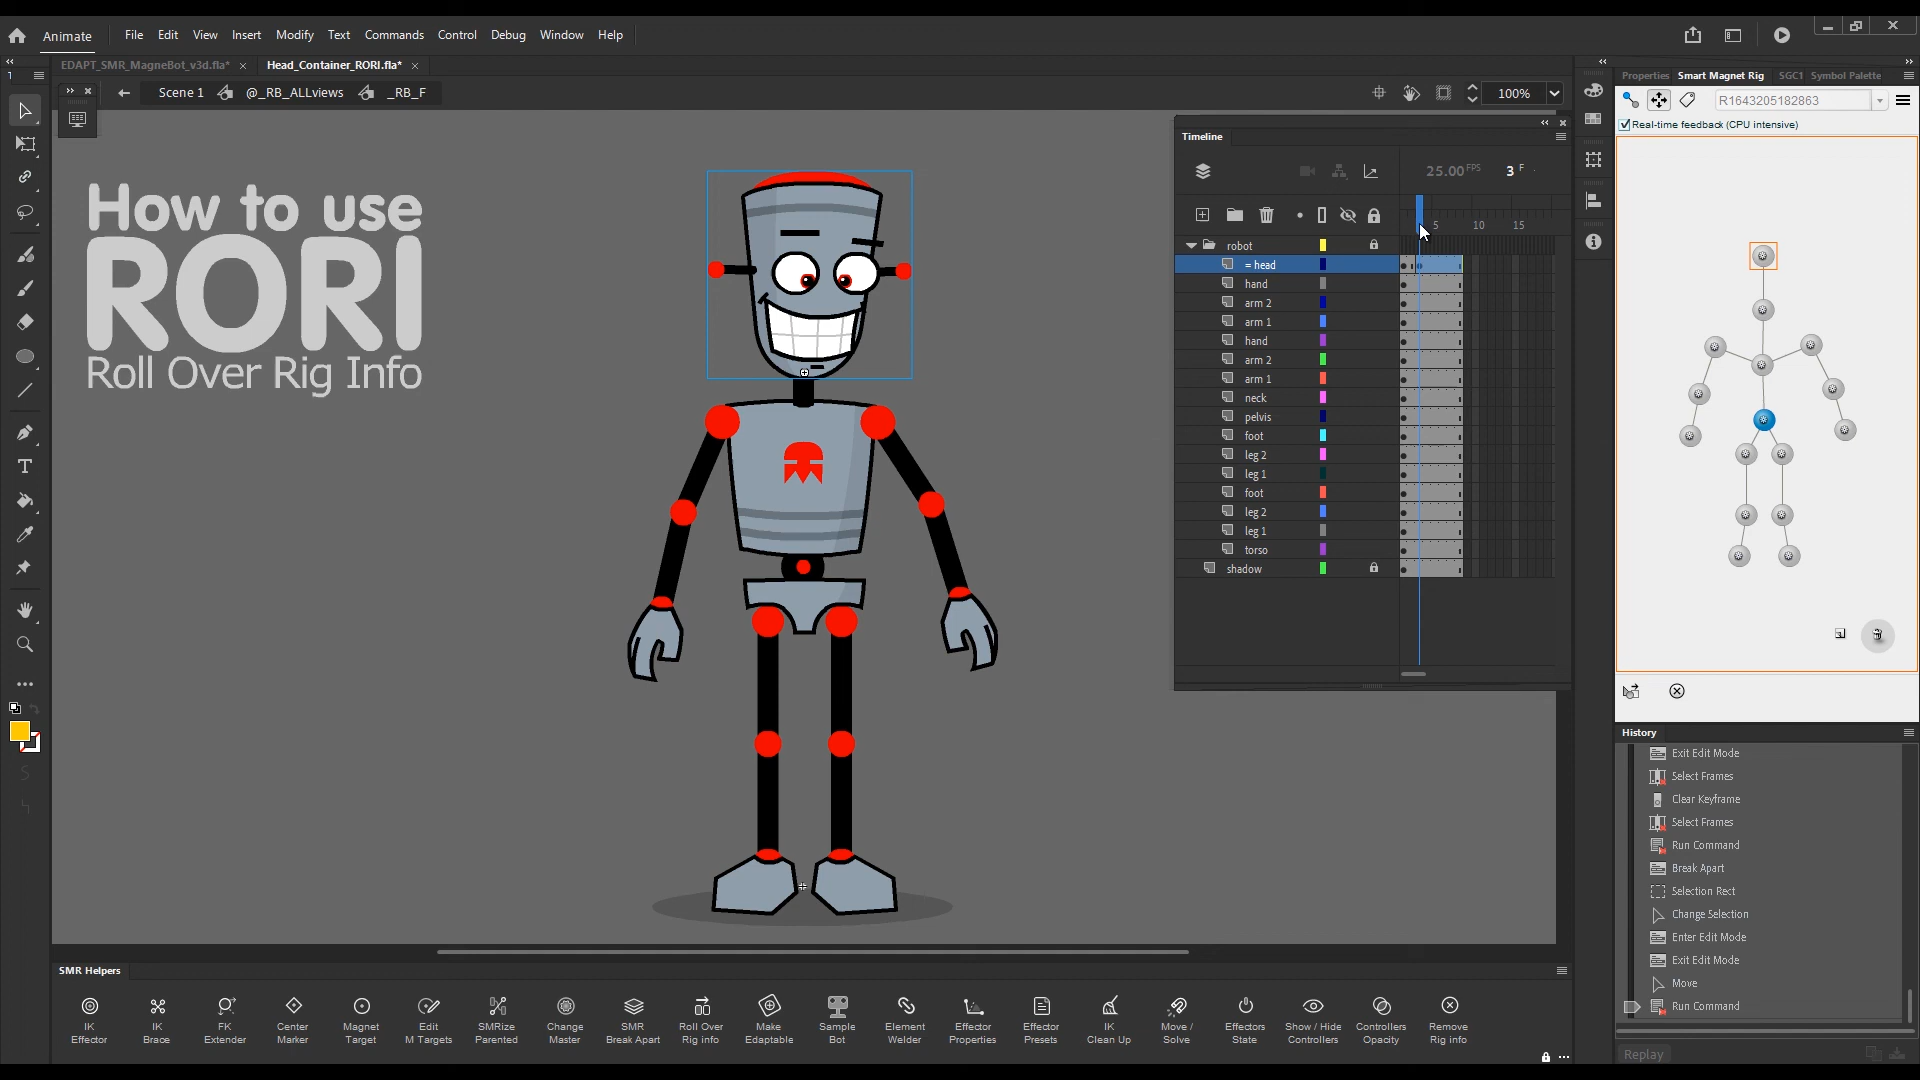 Animate
File Edit View Insert Modify Text Commands Control Debug Window Help
EDAPT_SMR_MagneBot_v3d.fla* × Head_Container_RORI.fla* ×
Scene 1 @_RB_ALLviews _RB_F
100%
How to use
RORI
Roll Over Rig Info
Timeline
25.00 FPS 3 F
5 10 15
robot
= head
hand
arm 2
arm 1
hand
arm 2
arm 1
neck
pelvis
foot
leg 2
leg 1
foot
leg 2
leg 1
torso
shadow
Properties Smart Magnet Rig SGC1 Symbol Palette
R1643205182863
Real-time feedback (CPU intensive)
History
Exit Edit Mode
Select Frames
Clear Keyframe
Select Frames
Run Command
Break Apart
Selection Rect
Change Selection
Enter Edit Mode
Exit Edit Mode
Move
Run Command
Replay
SMR Helpers
IK Effector
IK Brace
FK Extender
Center Marker
Magnet Target
Edit M Targets
SMRize Parented
Change Master
SMR Break Apart
Roll Over Rig info
Make Adaptable
Sample Bot
Element Welder
Effector Properties
Effector Presets
IK Clean Up
Move / Solve
Effectors State
Show / Hide Controllers
Controllers Opacity
Remove Rig info